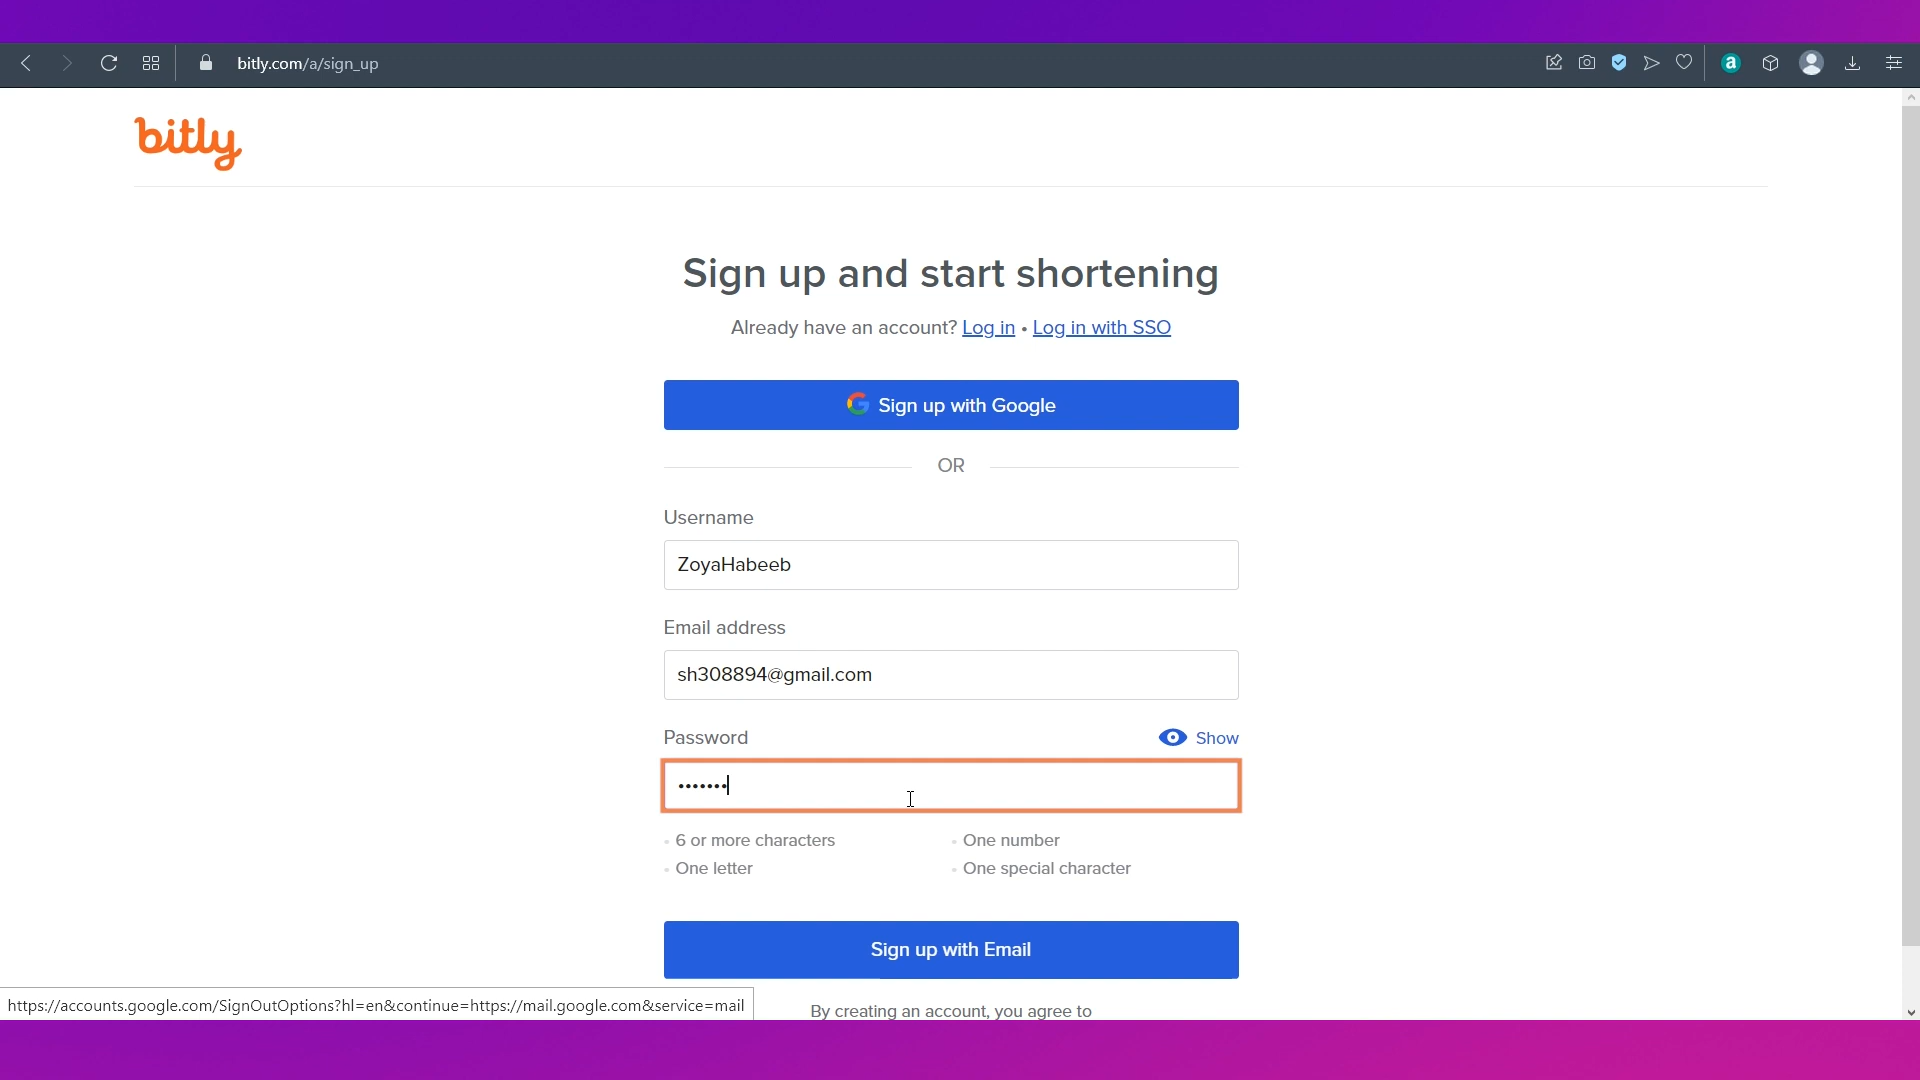 bitly.com/a/sign_up
a
bitly
Sign up and start shortening
Already have an account? Log in • Log in with SSO
Sign up with Google
OR
Username
ZoyaHabeeb
Email address
sh308894@gmail.com
Password
Show
•••••••
6 or more characters
One number
One letter
One special character
Sign up with Email
https://accounts.google.com/SignOutOptions?hl=en&continue=https://mail.google.com&service=mail
By creating an account, you agree to